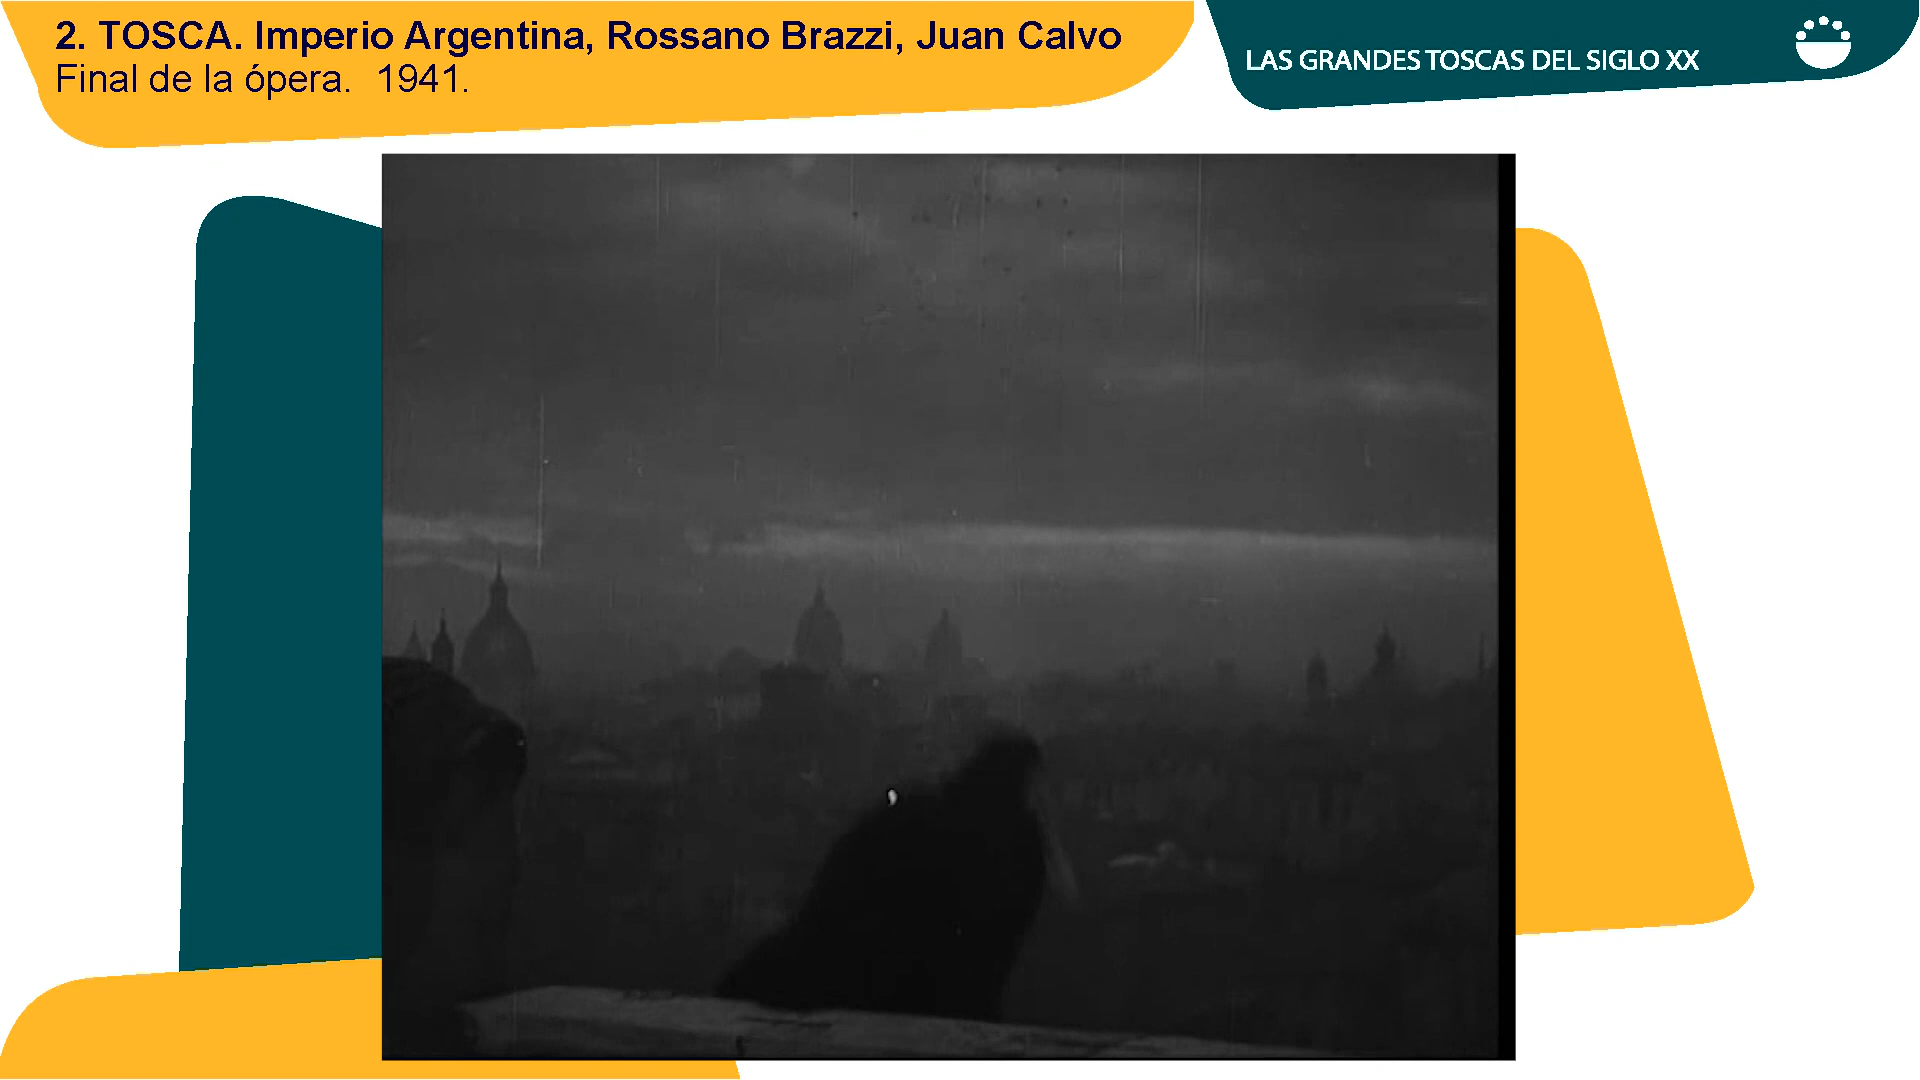 2. TOSCA. Imperio Argentina, Rossano Brazzi, Juan Calvo
Final de la ópera.  1941.
LAS GRANDES TOSCAS DEL SIGLO XX